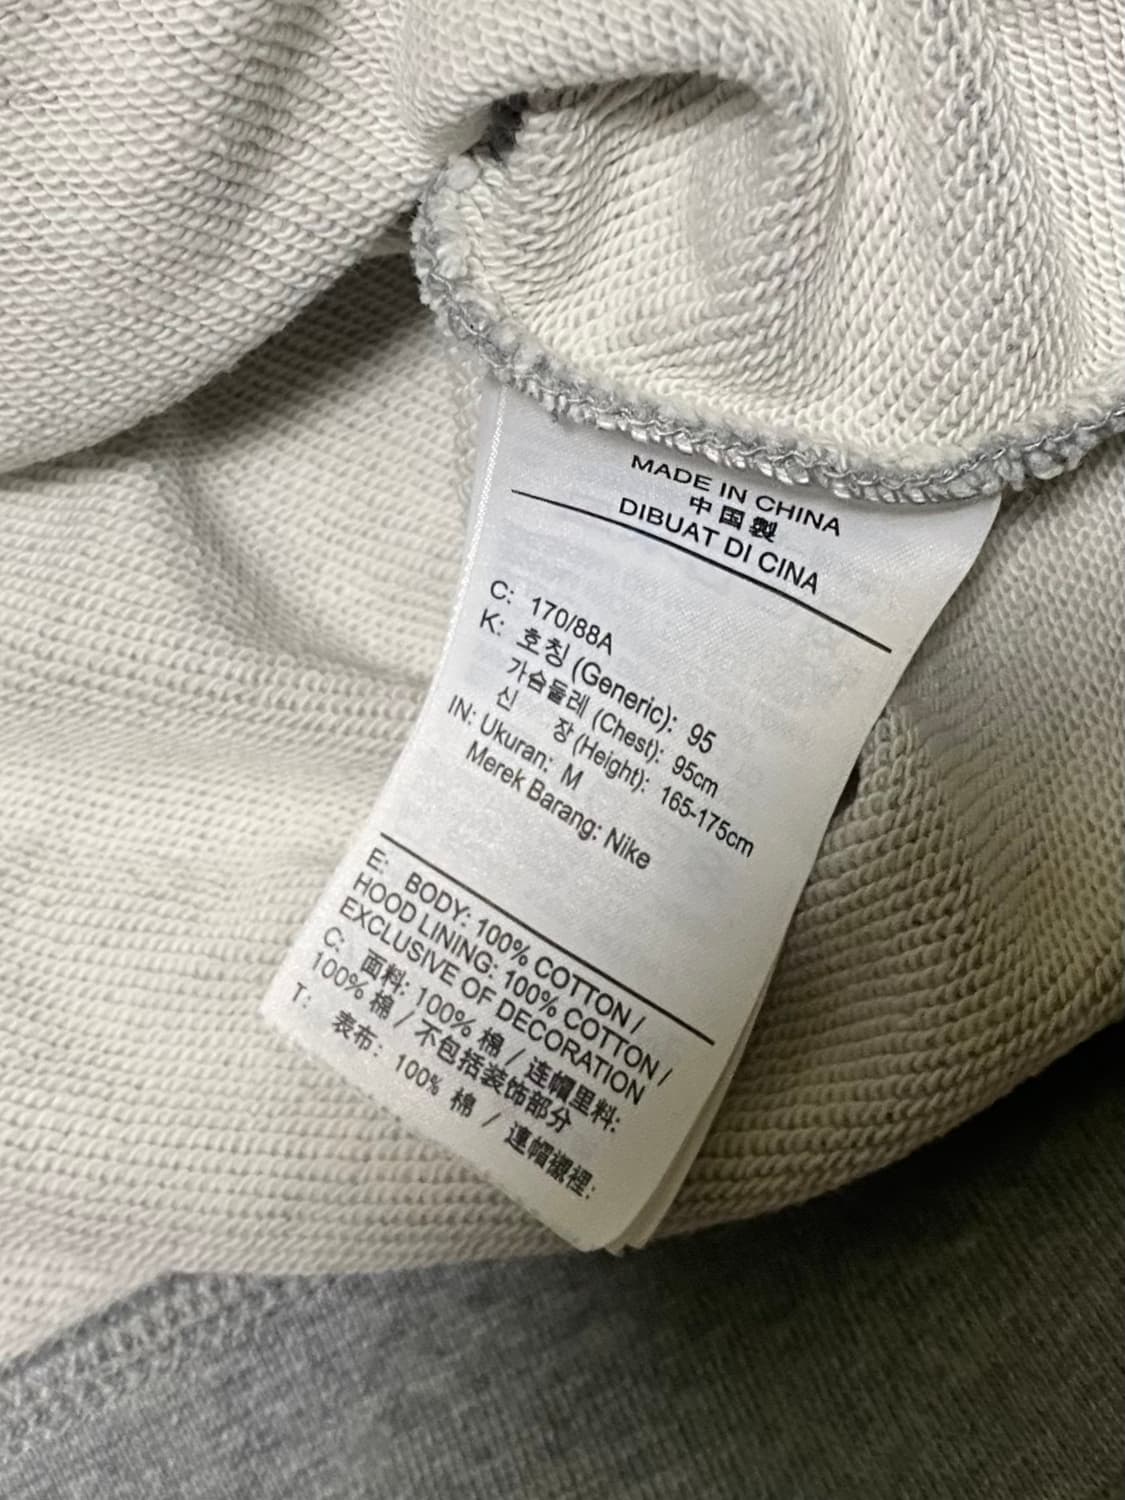 MADE IN CHINA
中国製
DIBUAT DI CINA
C: 170/88A
K: 호칭 (Generic): 95
가슴둘레 (Chest): 95cm
신 장 (Height): 165-175cm
IN: Ukuran: M
Merek Barang: Nike
E: BODY: 100% COTTON /
HOOD LINING: 100% COTTON /
EXCLUSIVE OF DECORATION
C: 面料: 100% 棉 / 连帽里料:
100% 棉 / 不包括装饰部分
T: 表布: 100% 棉 / 連帽襯裡: